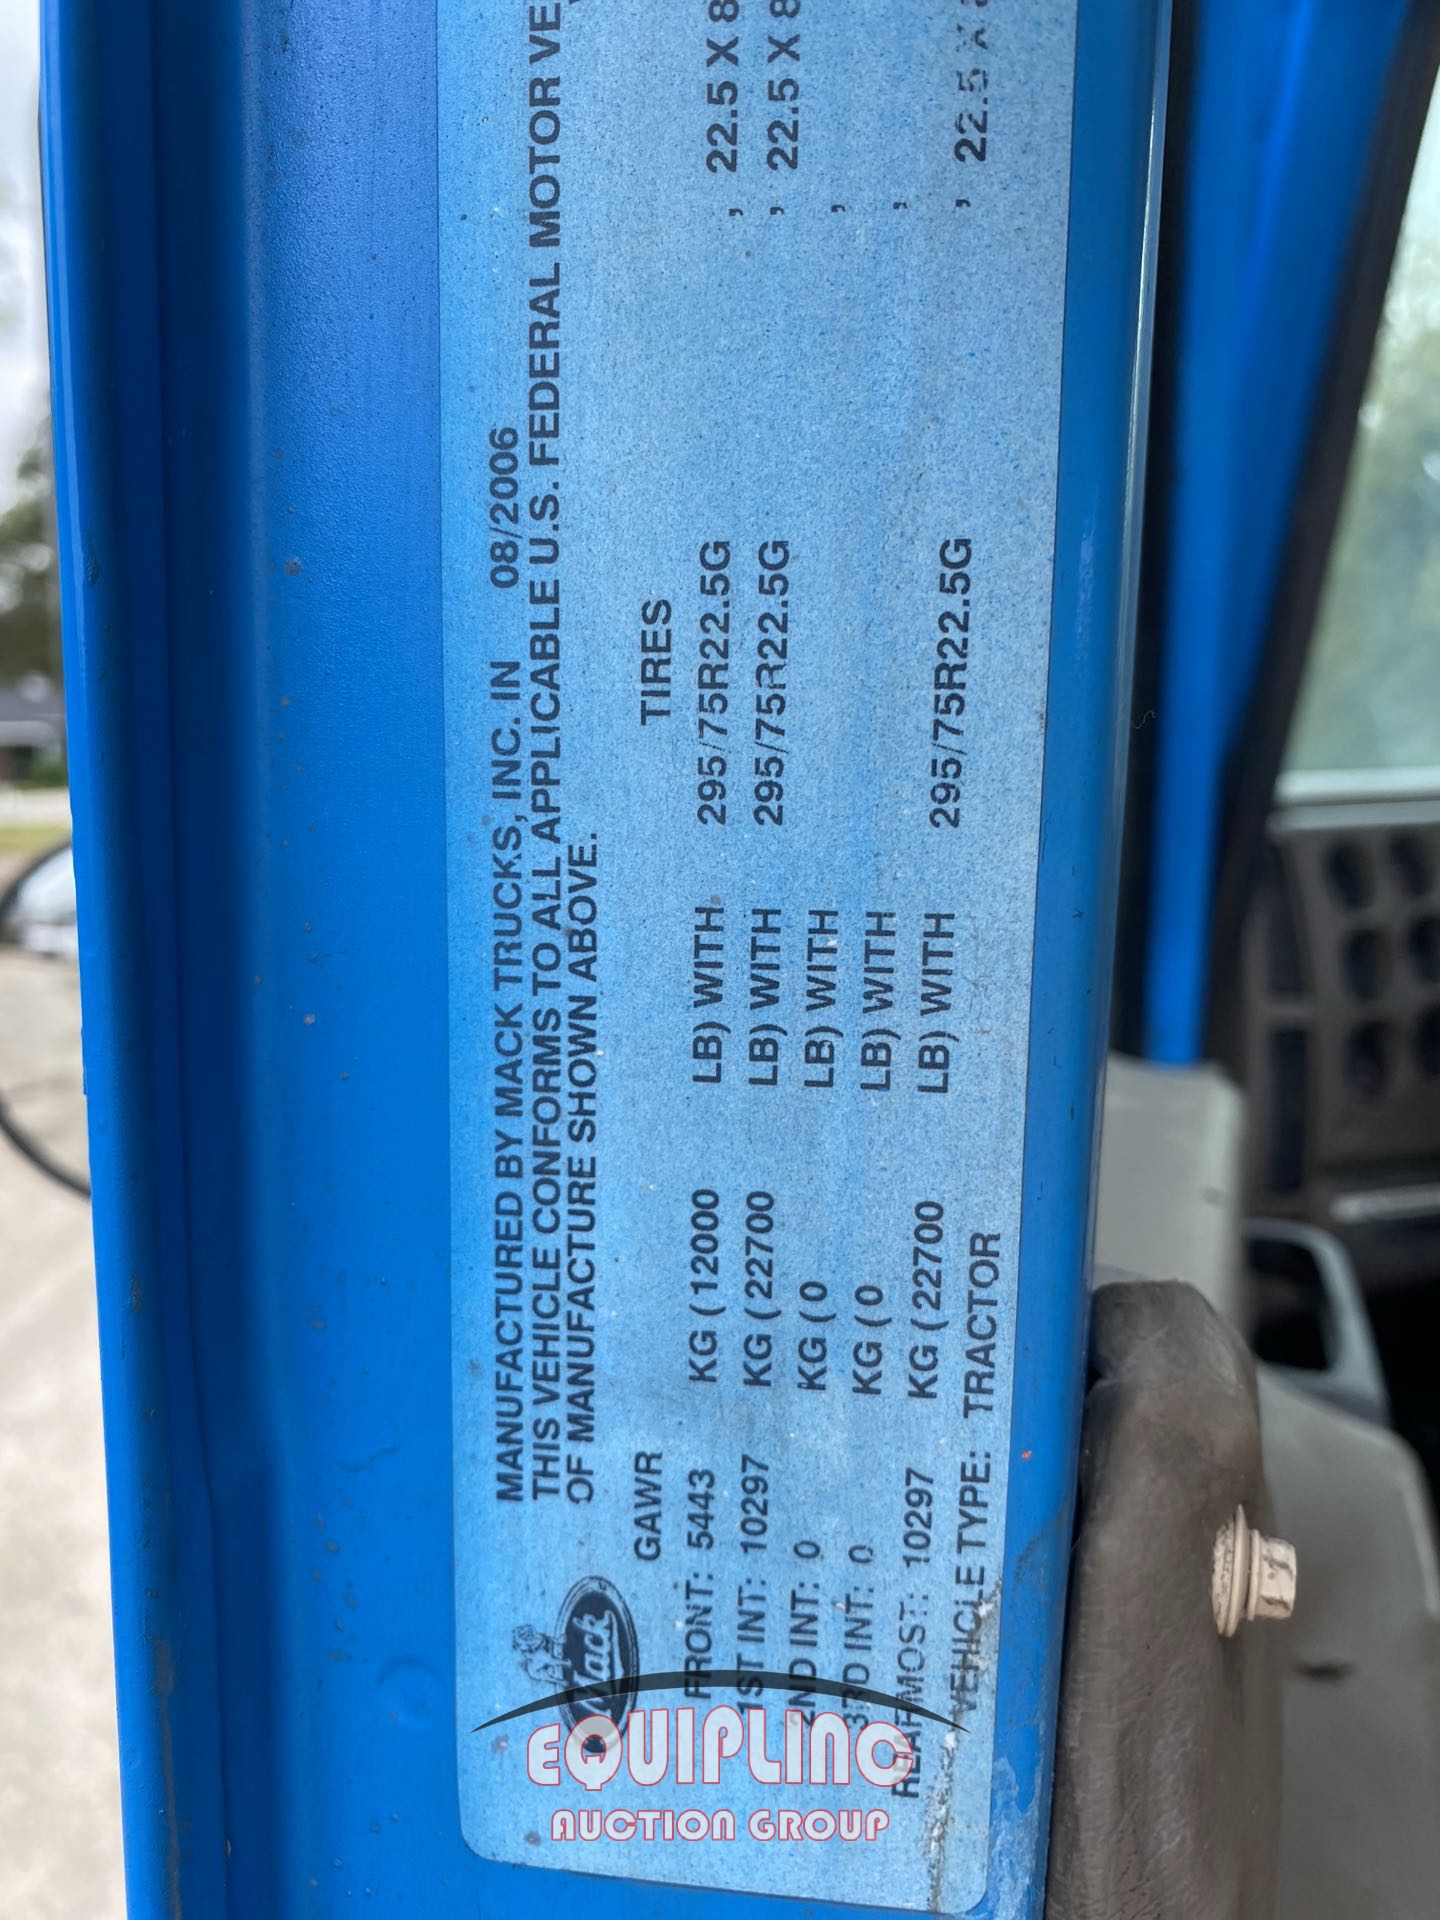 MANUFACTURED BY MACK TRUCKS, INC. IN 08/2006
THIS VEHICLE CONFORMS TO ALL APPLICABLE U.S. FEDERAL MOTOR VE
OF MANUFACTURE SHOWN ABOVE.
Mack
GAWR TIRES
FRONT: 5443 KG ( 12000 LB) WITH 295/75R22.5G , 22.5 X 8
1ST INT: 10297 KG ( 22700 LB) WITH 295/75R22.5G , 22.5 X 8
2ND INT: 0 KG ( 0 LB) WITH ,
3RD INT: 0 KG ( 0 LB) WITH ,
REARMOST: 10297 KG ( 22700 LB) WITH 295/75R22.5G , 22.5 X 8
VEHICLE TYPE: TRACTOR
EQUIPLINC
AUCTION GROUP